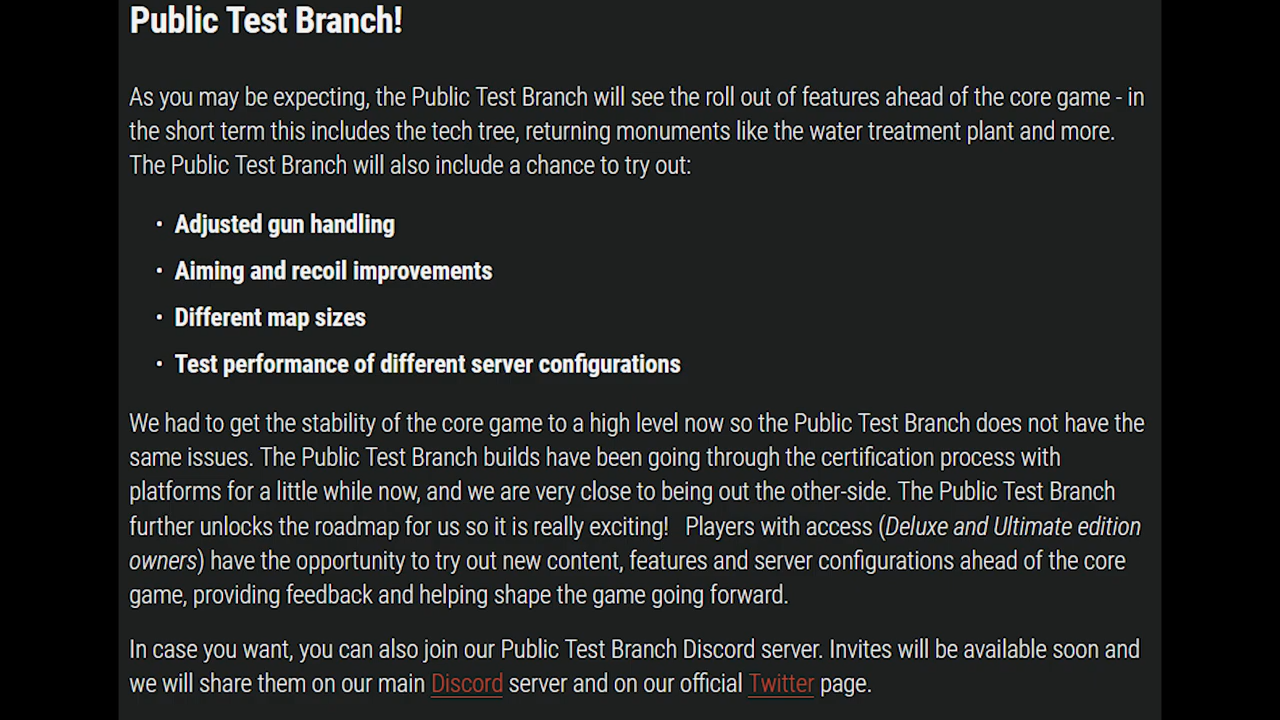 Public Test Branch!
As you may be expecting, the Public Test Branch will see the roll out of features ahead of the core game - in
the short term this includes the tech tree, returning monuments like the water treatment plant and more.
The Public Test Branch will also include a chance to try out:
• Adjusted gun handling
• Aiming and recoil improvements
• Different map sizes
• Test performance of different server configurations
We had to get the stability of the core game to a high level now so the Public Test Branch does not have the
same issues. The Public Test Branch builds have been going through the certification process with
platforms for a little while now, and we are very close to being out the other-side. The Public Test Branch
further unlocks the roadmap for us so it is really exciting!   Players with access (Deluxe and Ultimate edition
owners) have the opportunity to try out new content, features and server configurations ahead of the core
game, providing feedback and helping shape the game going forward.
In case you want, you can also join our Public Test Branch Discord server. Invites will be available soon and
we will share them on our main Discord server and on our official Twitter page.